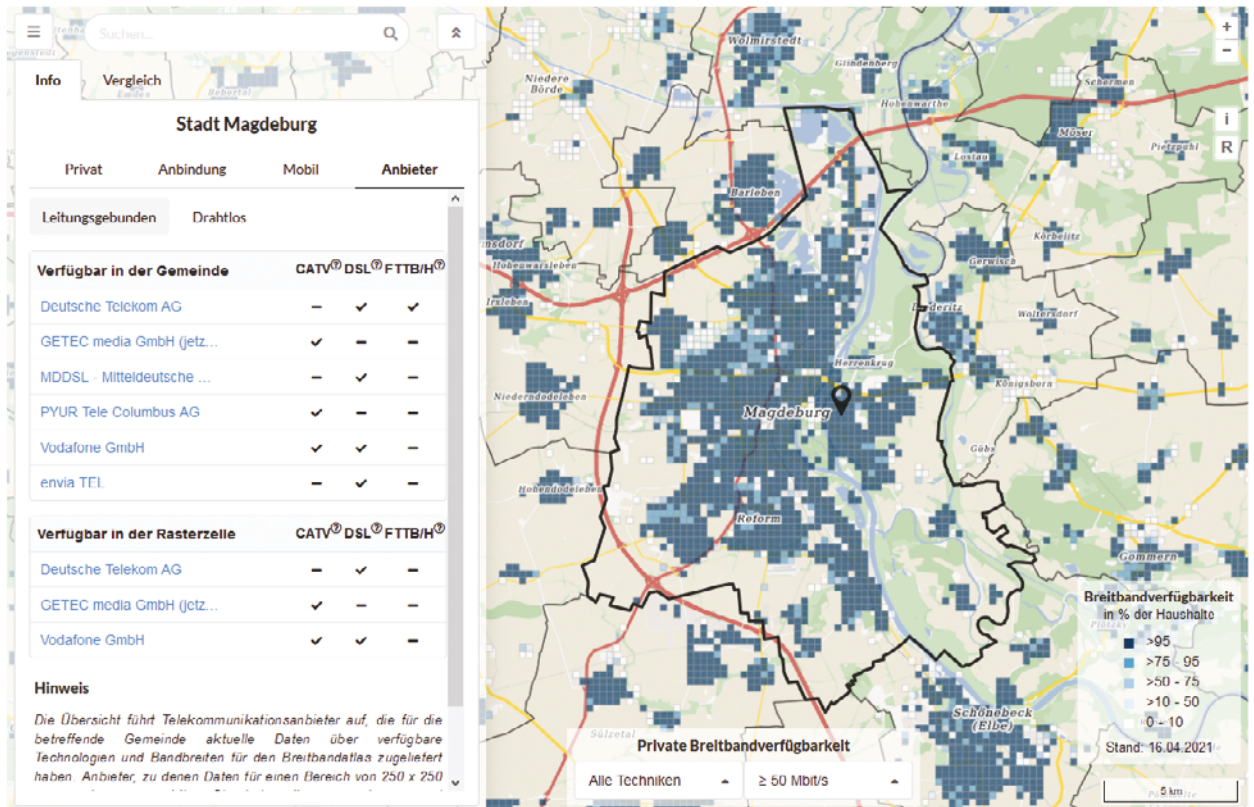 Suchen...
Info
Vergleich
Stadt Magdeburg
Privat
Anbindung
Mobil
Anbieter
Leitungsgebunden
Drahtlos
Verfügbar in der Gemeinde CATV? DSL? FTTB/H?
Deutsche Telekom AG – ✓ ✓
GETEC media GmbH (jetz... ✓ – –
MDDSL - Mitteldeutsche ... – ✓ –
PYUR Tele Columbus AG ✓ – –
Vodafone GmbH ✓ ✓ –
envia TEL – ✓ –
Verfügbar in der Rasterzelle CATV? DSL? FTTB/H?
Deutsche Telekom AG – ✓ –
GETEC media GmbH (jetz... ✓ – –
Vodafone GmbH ✓ ✓ –
Hinweis
Die Übersicht führt Telekommunikationsanbieter auf, die für die
betreffende Gemeinde aktuelle Daten über verfügbare
Technologien und Bandbreiten für den Breitbandatlas zugeliefert
haben. Anbieter, zu denen Daten für einen Bereich von 250 x 250
Wolmirstedt
Glindenberg
Niedere
Börde
Hohenwarthe
Schermen
Möser
Pietzpuhl
Lostau
Barleben
Körbelitz
Gerwisch
Hohenwarsleben
Irxleben
Woltersdorf
Herrenkrug
Königsborn
Niederndodeleben
Magdeburg
Gübs
Hohendodeleben
Reform
Gommern
Sülzetal
Schönebeck
(Elbe)
+
−
i
R
Breitbandverfügbarkeit
in % der Haushalte
>95
>75 - 95
>50 - 75
>10 - 50
0 - 10
Stand: 16.04.2021
5 km
Private Breitbandverfügbarkeit
Alle Techniken
≥ 50 Mbit/s